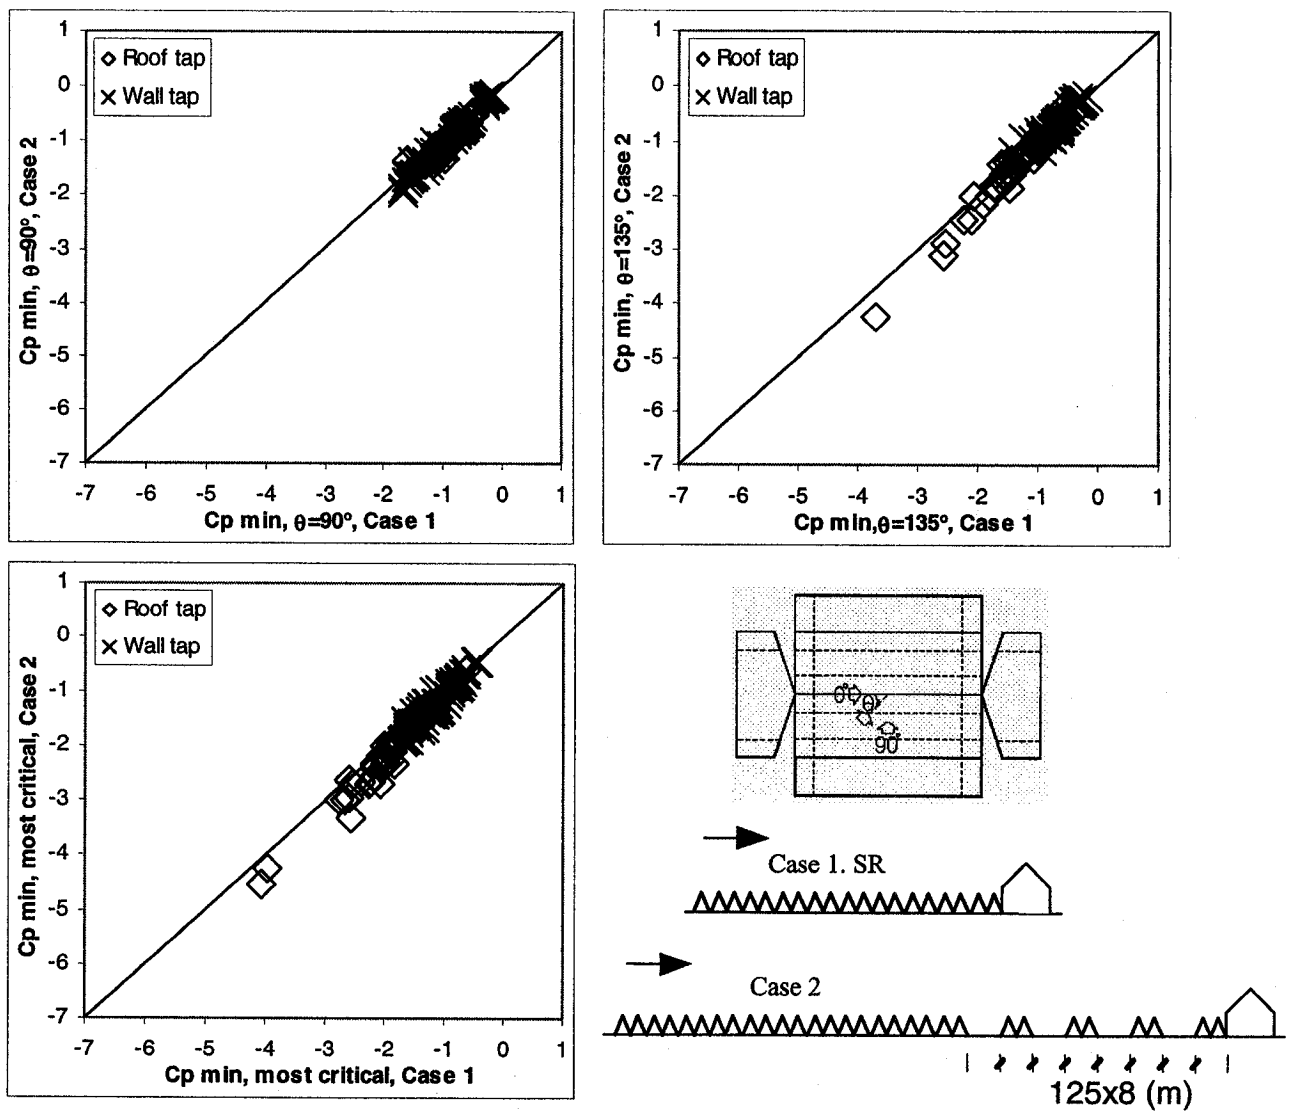 1
0
-1
-2
-3
-4
-5
-6
-7
◇ Roof tap
× Wall tap
Cp min, θ=90º, Case 2
-7 -6 -5 -4 -3 -2 -1 0 1
Cp min, θ=90º, Case 1
1
0
-1
-2
-3
-4
-5
-6
-7
◇ Roof tap
× Wall tap
Cp min, θ=135º, Case 2
-7 -6 -5 -4 -3 -2 -1 0 1
Cp min,θ=135º, Case 1
1
0
-1
-2
-3
-4
-5
-6
-7
◇ Roof tap
× Wall tap
Cp min, most critical, Case 2
-7 -6 -5 -4 -3 -2 -1 0 1
Cp min, most critical, Case 1
0°
θ
90°
Case 1. SR
Case 2
125x8 (m)